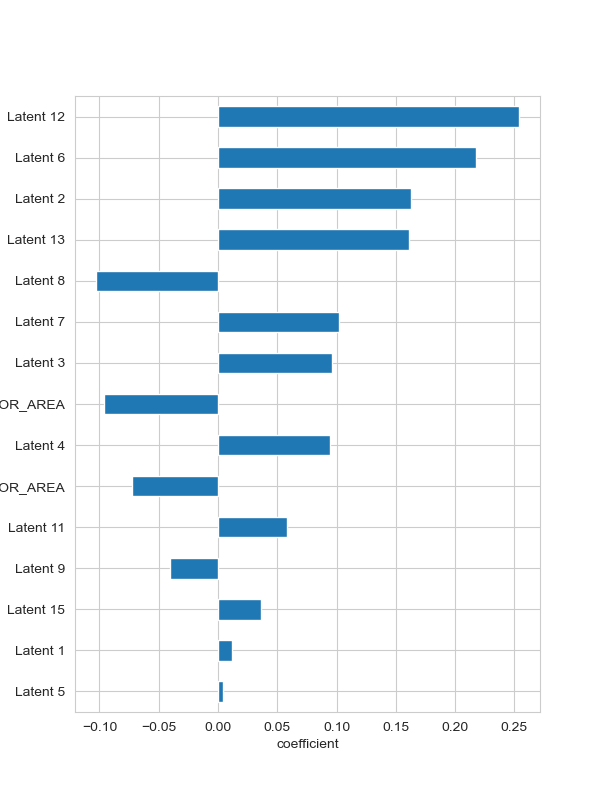 Latent 12
Latent 6
Latent 2
Latent 13
Latent 8
Latent 7
Latent 3
OR_AREA
Latent 4
OR_AREA
Latent 11
Latent 9
Latent 15
Latent 1
Latent 5
−0.10 −0.05 0.00 0.05 0.10 0.15 0.20 0.25
coefficient